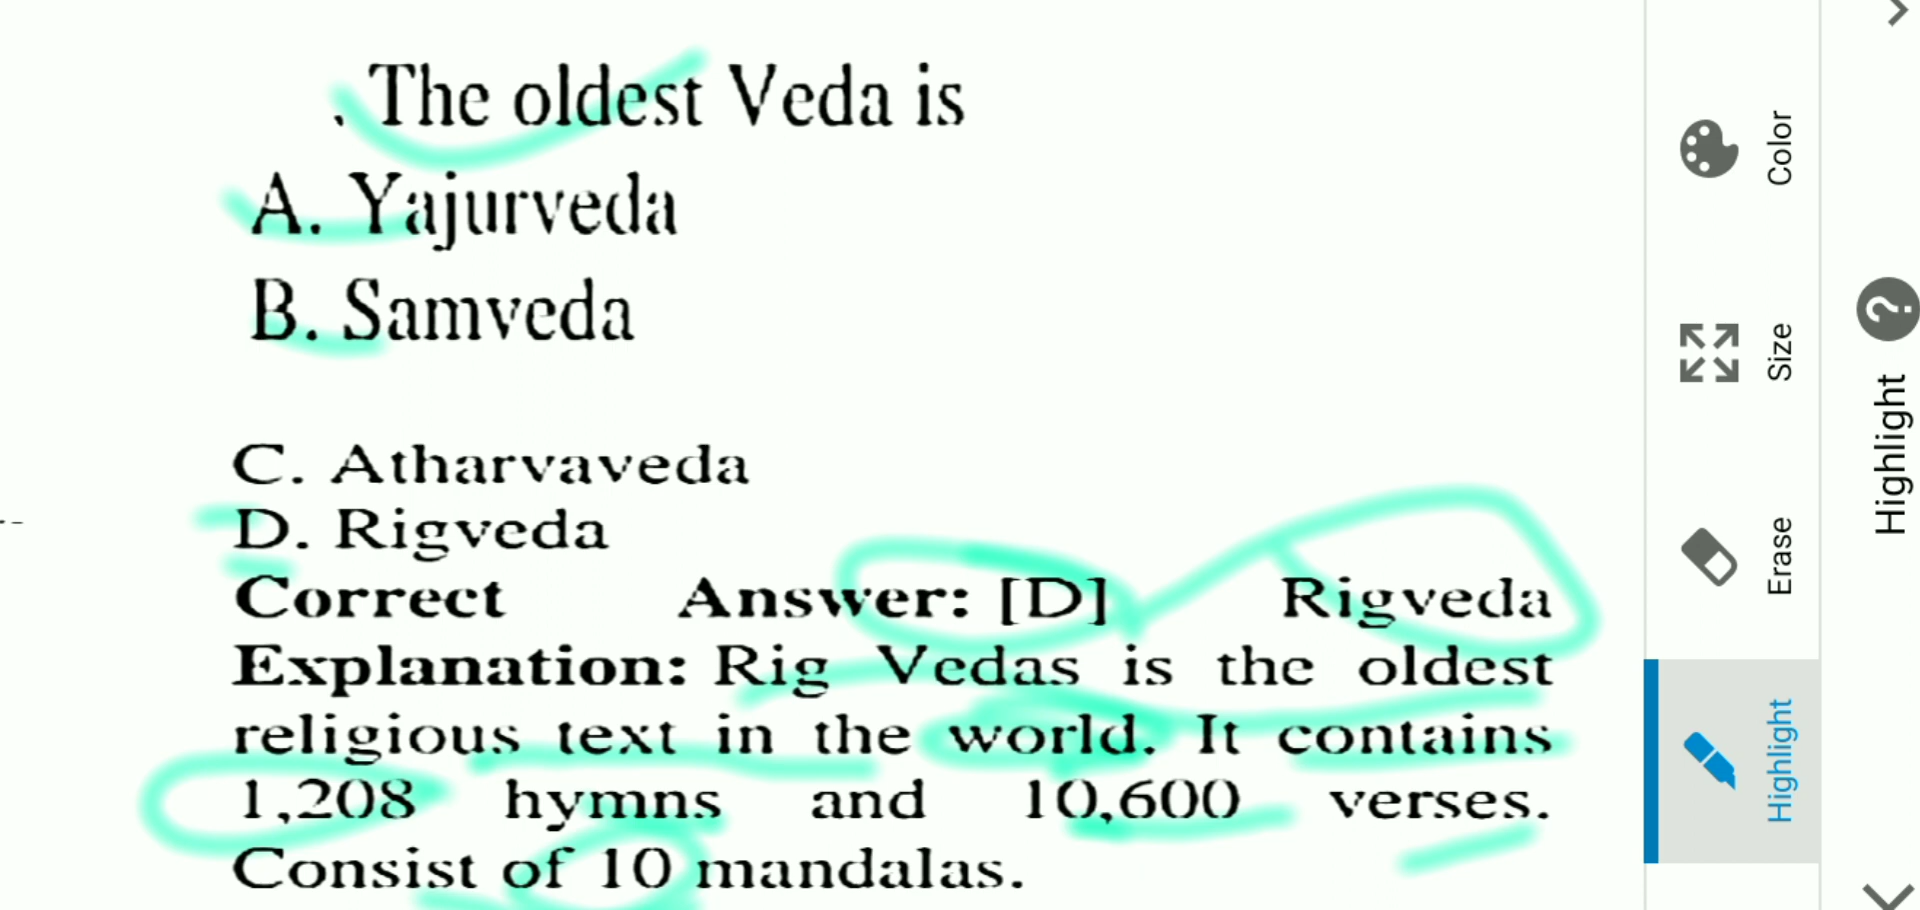 . The oldest Veda is
A. Yajurveda
B. Samveda
C. Atharvaveda
D. Rigveda
Correct Answer: [D] Rigveda
Explanation: Rig Vedas is the oldest
religious text in the world. It contains
1,208 hymns and 10,600 verses.
Consist of 10 mandalas.
Color
Size
Erase
Highlight
Highlight